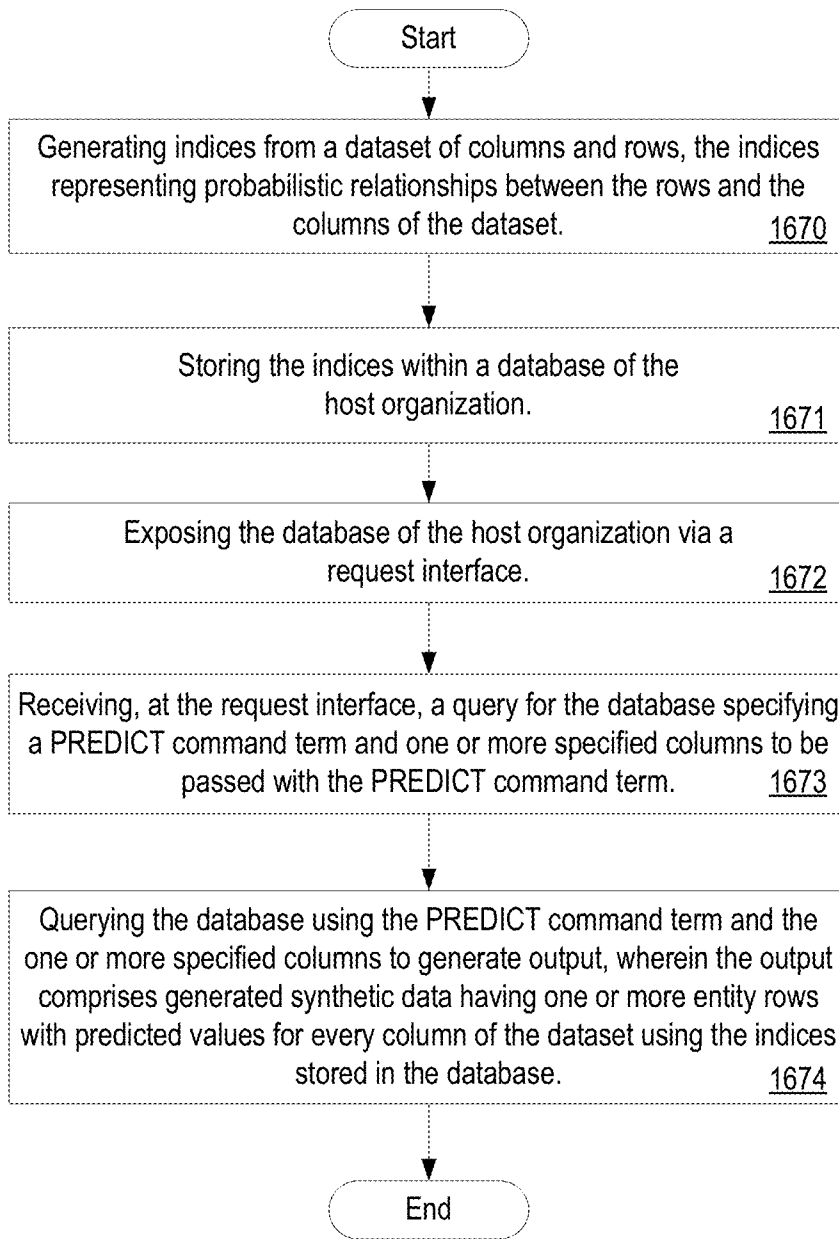 Start
Generating indices from a dataset of columns and rows, the indices
representing probabilistic relationships between the rows and the
columns of the dataset.
1670
Storing the indices within a database of the
host organization.
1671
Exposing the database of the host organization via a
request interface.
1672
Receiving, at the request interface, a query for the database specifying
a PREDICT command term and one or more specified columns to be
passed with the PREDICT command term.
1673
Querying the database using the PREDICT command term and the
one or more specified columns to generate output, wherein the output
comprises generated synthetic data having one or more entity rows
with predicted values for every column of the dataset using the indices
stored in the database.
1674
End